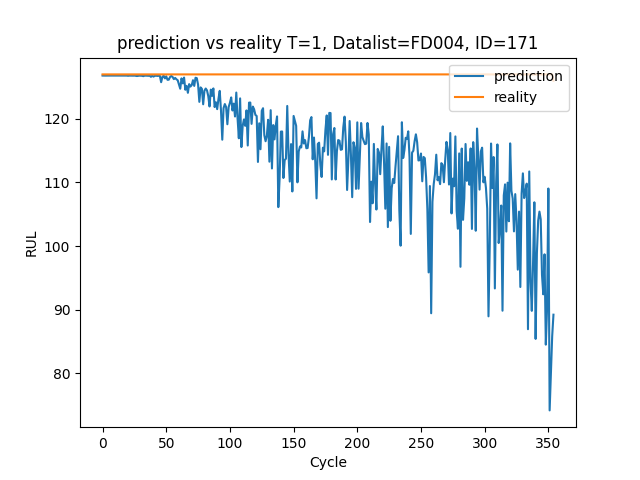 prediction vs reality T=1, Datalist=FD004, ID=171
prediction
reality
RUL
120
110
100
90
80
0 50 100 150 200 250 300 350
Cycle